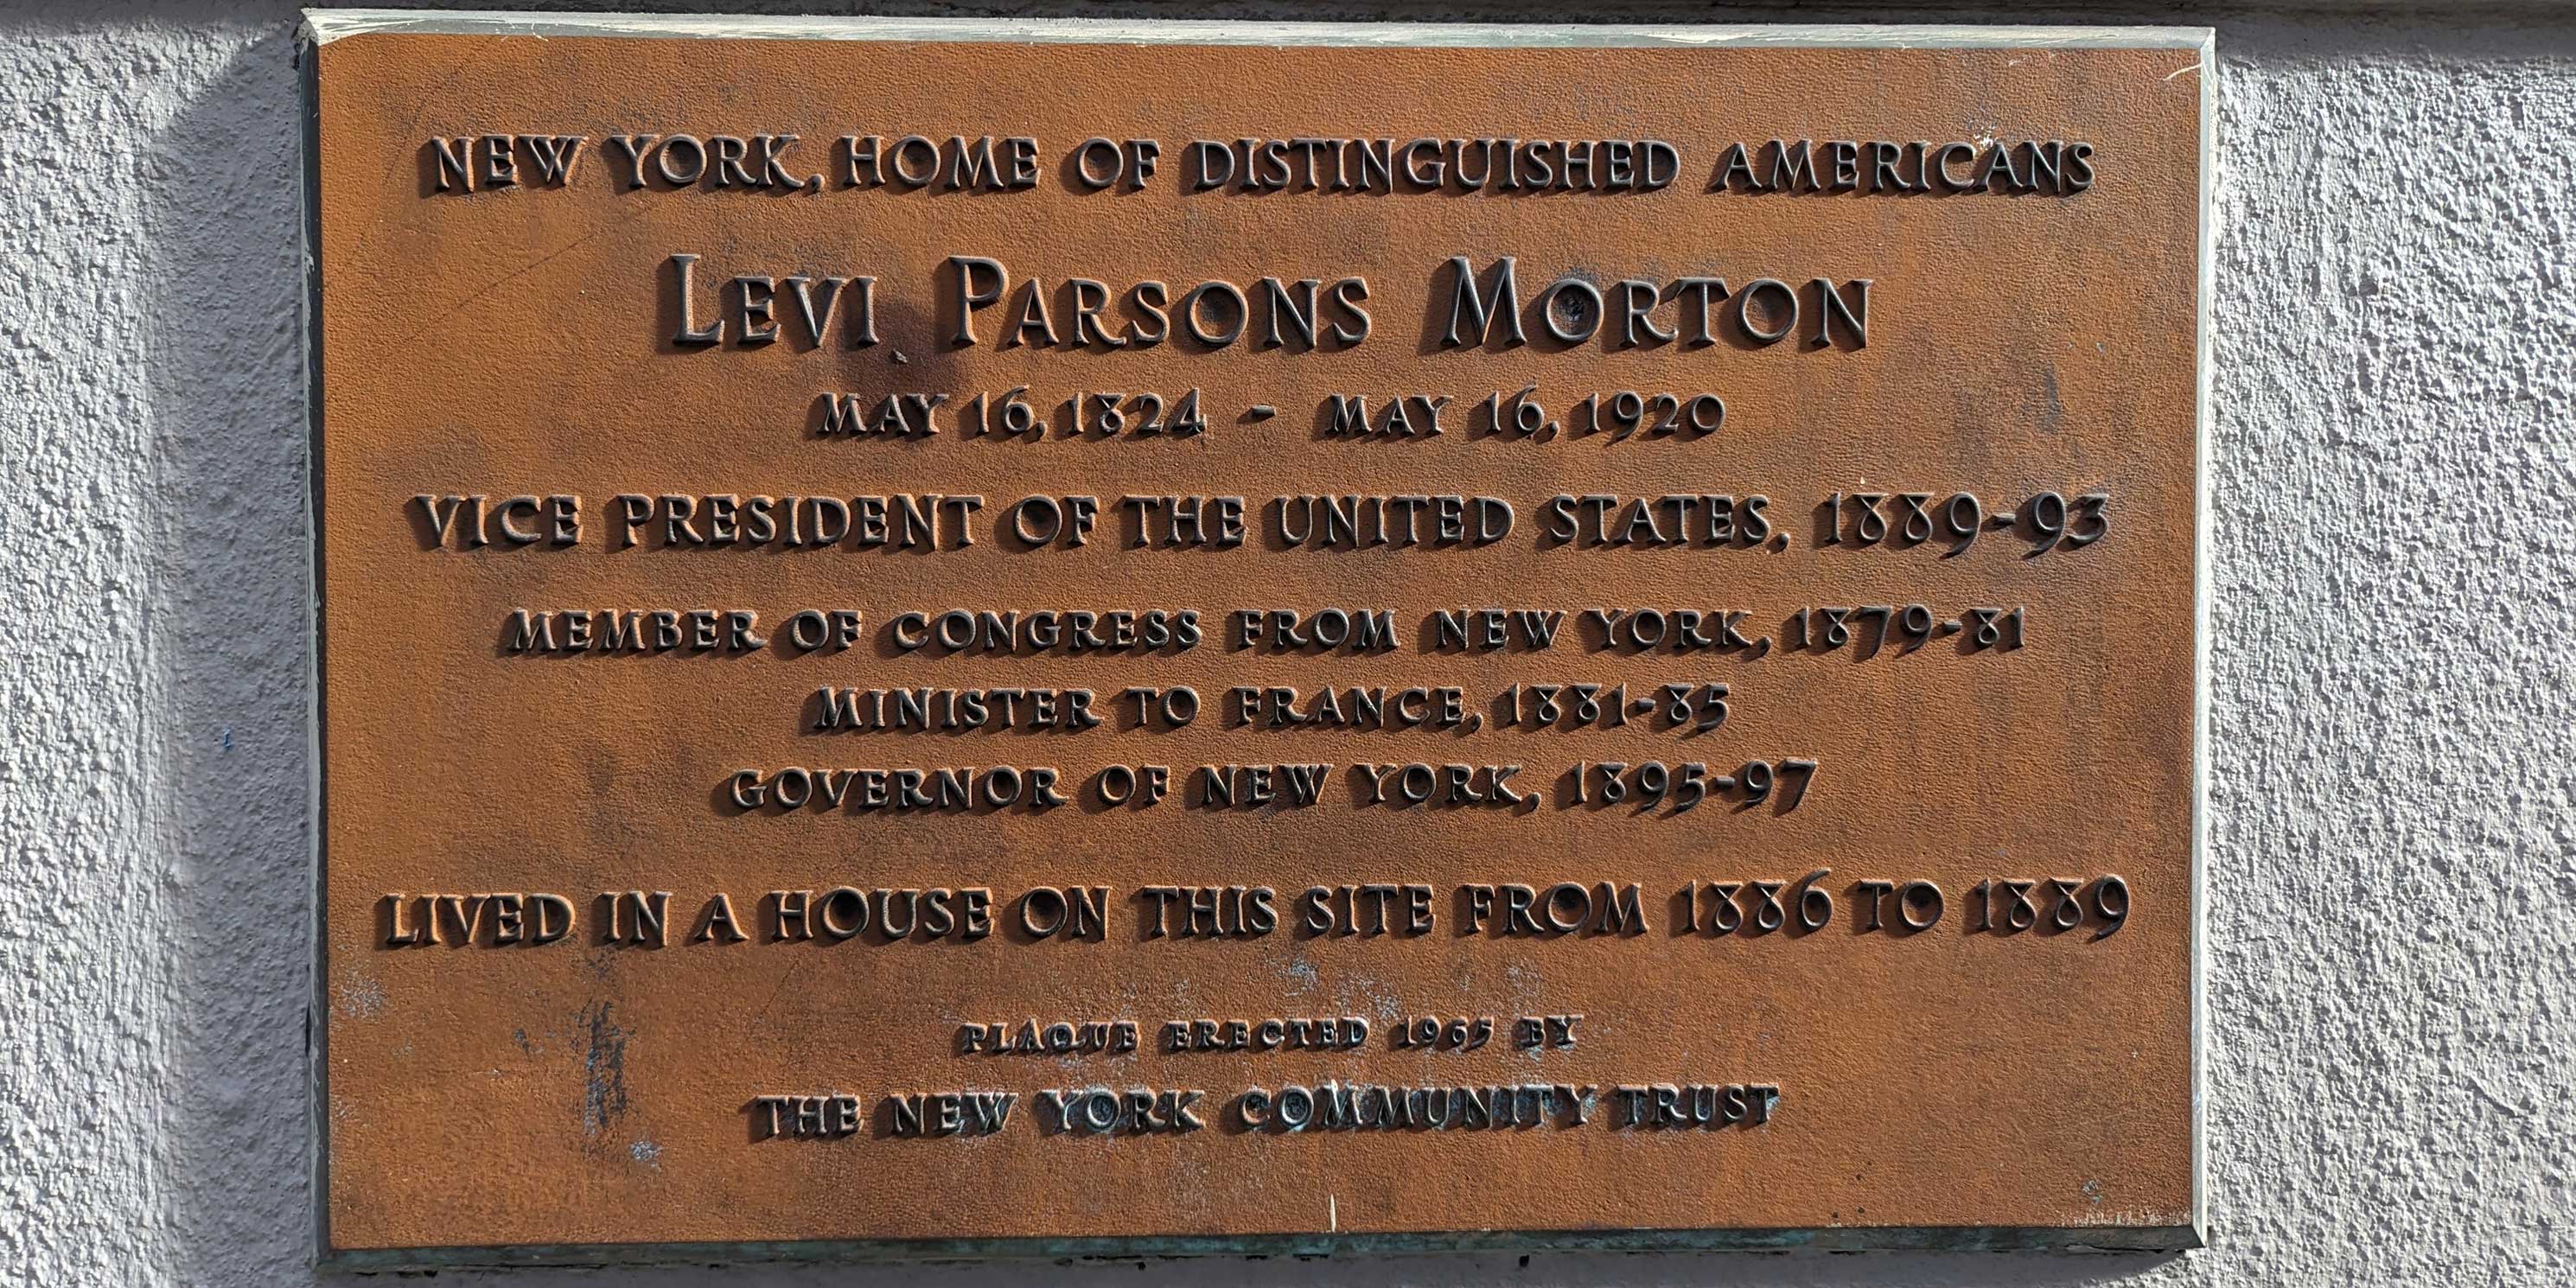 NEW YORK, HOME OF DISTINGUISHED AMERICANS
LEVI PARSONS MORTON
MAY 16, 1824 - MAY 16, 1920
VICE PRESIDENT OF THE UNITED STATES, 1889-93
MEMBER OF CONGRESS FROM NEW YORK, 1879-81
MINISTER TO FRANCE, 1881-85
GOVERNOR OF NEW YORK, 1895-97
LIVED IN A HOUSE ON THIS SITE FROM 1886 TO 1889
PLAQUE ERECTED 1965 BY
THE NEW YORK COMMUNITY TRUST